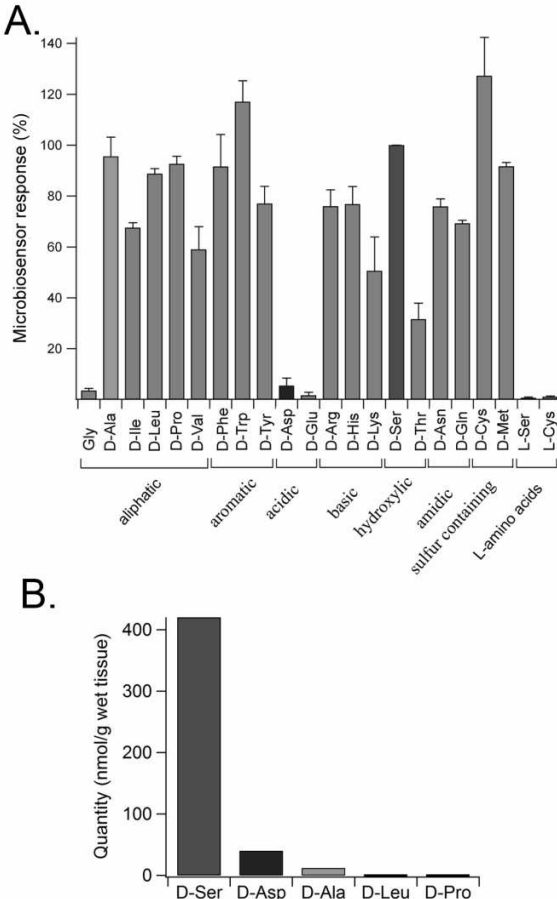 A.
Microbiosensor response (%)
140
120
100
80
60
40
20
Gly
D-Ala
D-Ile
D-Leu
D-Pro
D-Val
D-Phe
D-Trp
D-Tyr
D-Asp
D-Glu
D-Arg
D-His
D-Lys
D-Ser
D-Thr
D-Asn
D-Gln
D-Cys
D-Met
L-Ser
L-Cys
aliphatic
aromatic
acidic
basic
hydroxylic
amidic
sulfur containing
L-amino acids
B.
Quantity (nmol/g wet tissue)
400
300
200
100
0
D-Ser
D-Asp
D-Ala
D-Leu
D-Pro